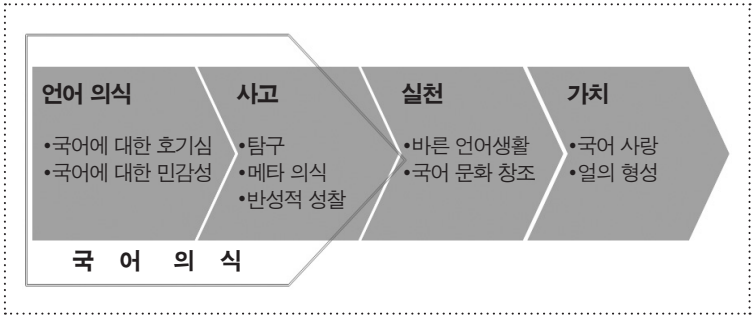 언어 의식
•국어에 대한 호기심
•국어에 대한 민감성
사고
•탐구
•메타 의식
•반성적 성찰
실천
•바른 언어생활
•국어 문화 창조
가치
•국어 사랑
•얼의 형성
국 어 의 식